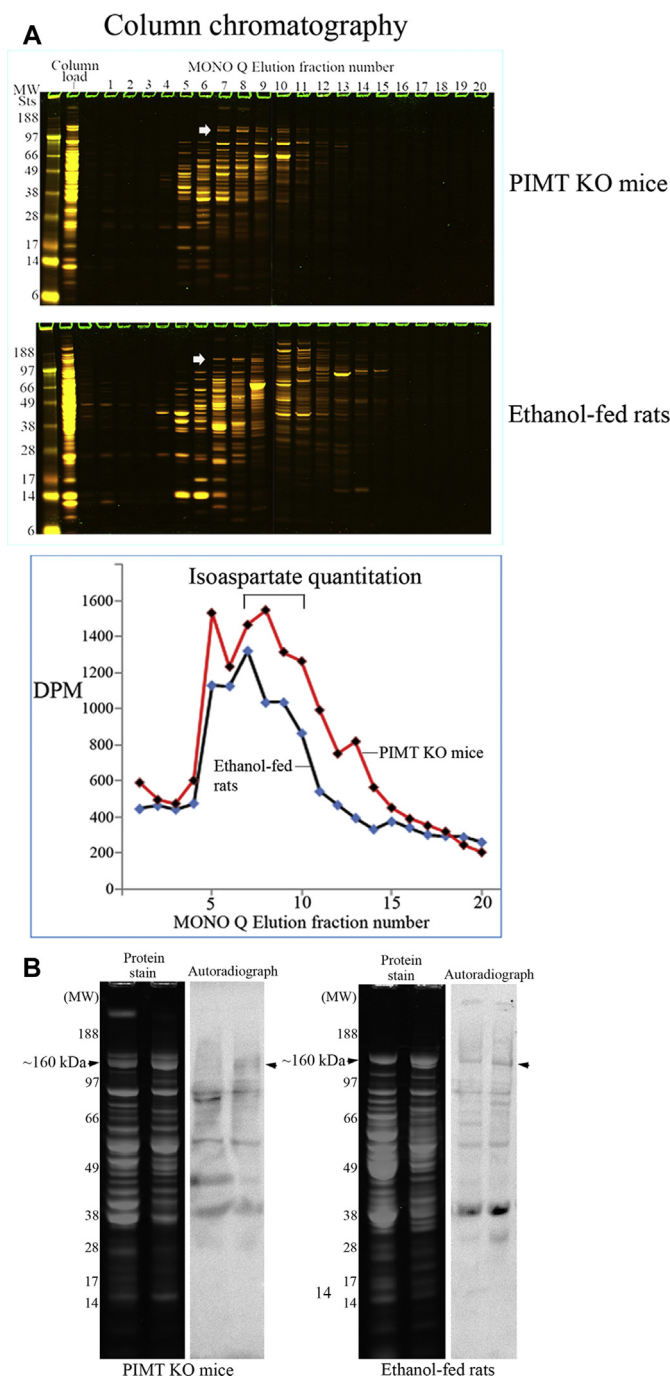 A
Column chromatography
Column load
MONO Q Elution fraction number
MW Sts
1 2 3 4 5 6 7 8 9 10 11 12 13 14 15 16 17 18 19 20
188
97
66
49
38
28
17
14
6
PIMT KO mice
188
97
66
49
38
28
17
14
6
Ethanol-fed rats
Isoaspartate quantitation
DPM
1600
1400
1200
1000
800
600
400
200
0
PIMT KO mice
Ethanol-fed rats
5 10 15 20
MONO Q Elution fraction number
B
Protein stain
Autoradiograph
(MW)
188
~160 kDa
97
66
49
38
28
17
14
PIMT KO mice
Protein stain
Autoradiograph
(MW)
188
~160 kDa
97
66
49
38
28
17
14
14
Ethanol-fed rats